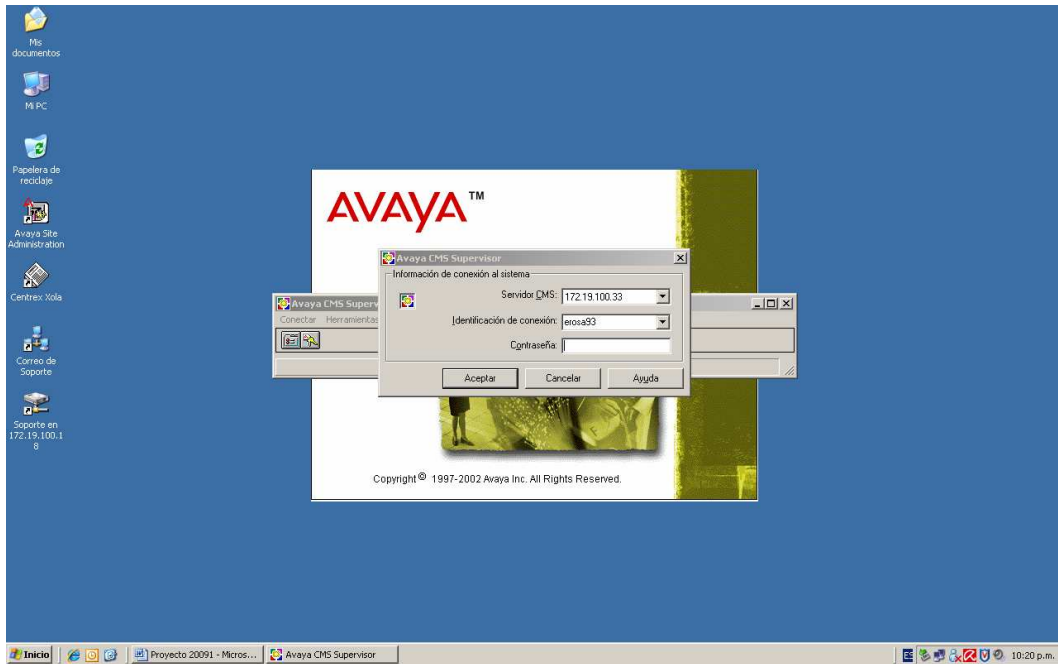 Mis
documentos
Mi PC
Papelera de
reciclaje
Avaya Site
Administration
Centrex Xola
Correo de
Soporte
Soporte en
172.19.100.1
8
AVAYA™
Avaya CMS Supervisor
Información de conexión al sistema
Servidor CMS: 172.19.100.33
Identificación de conexión: erosa93
Contraseña:
Aceptar Cancelar Ayuda
Avaya CMS Superv
Conectar Herramientas
Copyright © 1997-2002 Avaya Inc. All Rights Reserved.
Inicio Proyecto 20091 - Micros... Avaya CMS Supervisor ES 10:20 p.m.